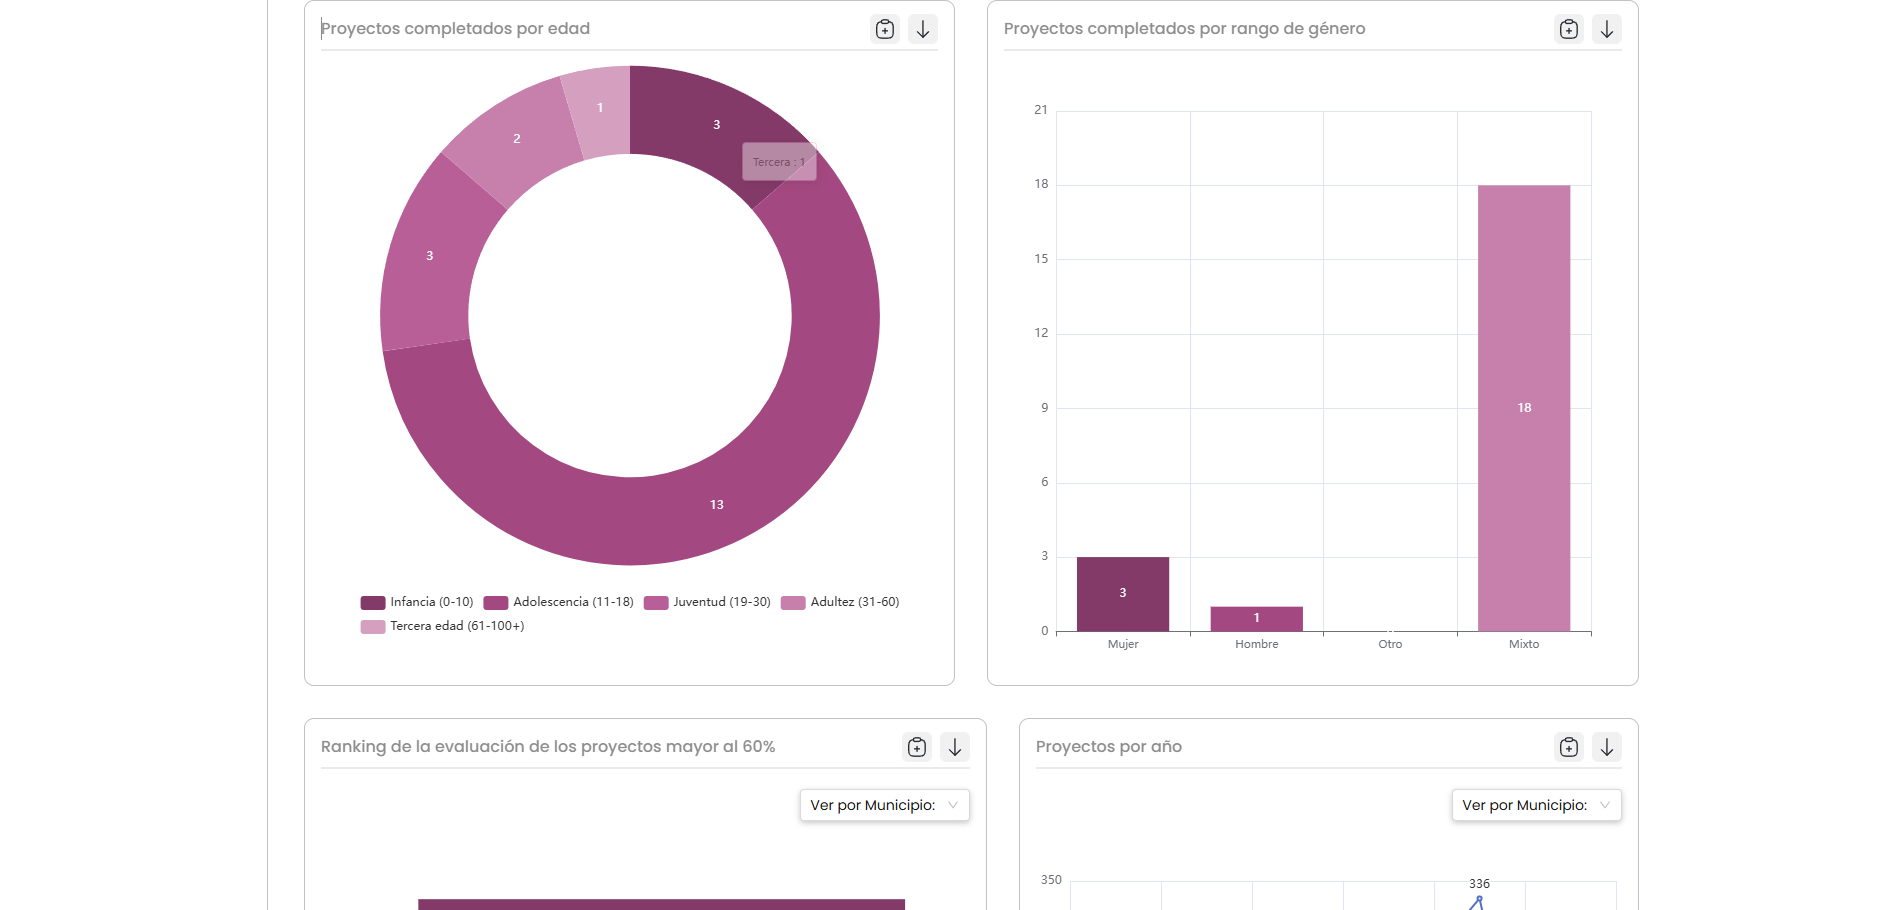 Proyectos completados por edad
Proyectos completados por rango de género
1
3
2
Tercera : 1
3
13
Infancia (0-10) Adolescencia (11-18) Juventud (19-30) Adultez (31-60)
Tercera edad (61-100+)
21
18
15
12
9
6
3
0
3
1
18
Mujer Hombre Otro Mixto
Ranking de la evaluación de los proyectos mayor al 60%
Ver por Municipio:
Proyectos por año
Ver por Municipio:
350
336